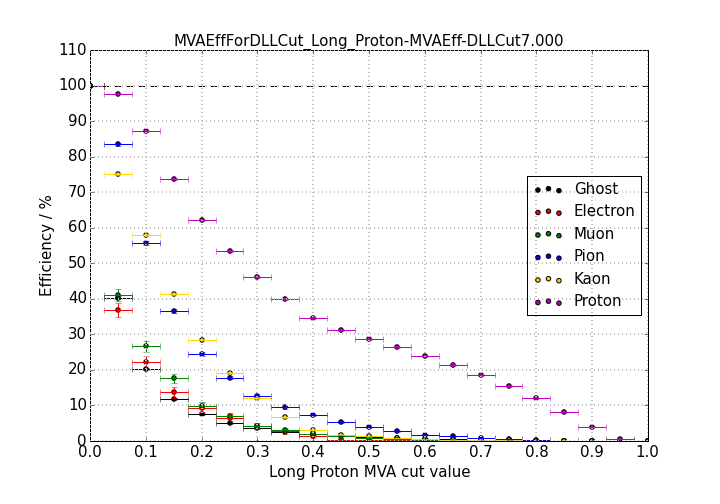 MVAEffForDLLCut_Long_Proton-MVAEff-DLLCut7.000
110
100
90
80
70
60
50
40
30
20
10
0
Efficiency / %
Ghost
Electron
Muon
Pion
Kaon
Proton
0.0 0.1 0.2 0.3 0.4 0.5 0.6 0.7 0.8 0.9 1.0
Long Proton MVA cut value